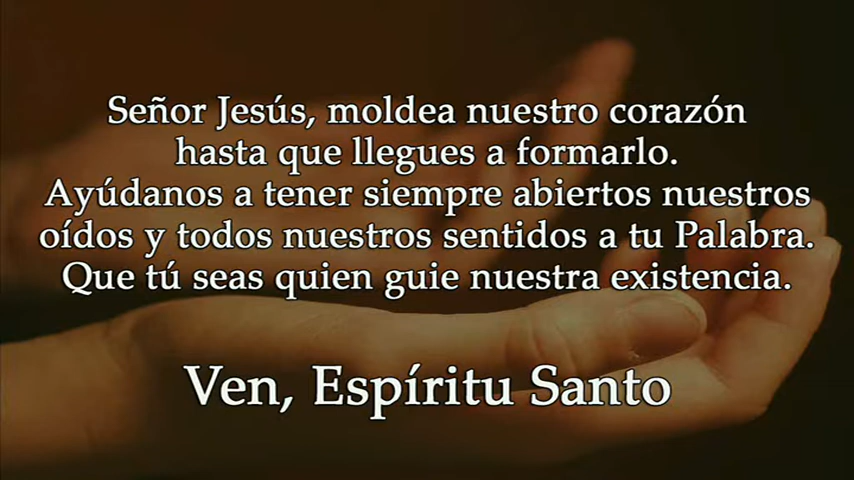 Señor Jesús, moldea nuestro corazón
hasta que llegues a formarlo.
Ayúdanos a tener siempre abiertos nuestros
oídos y todos nuestros sentidos a tu Palabra.
Que tú seas quien guie nuestra existencia.
Ven, Espíritu Santo